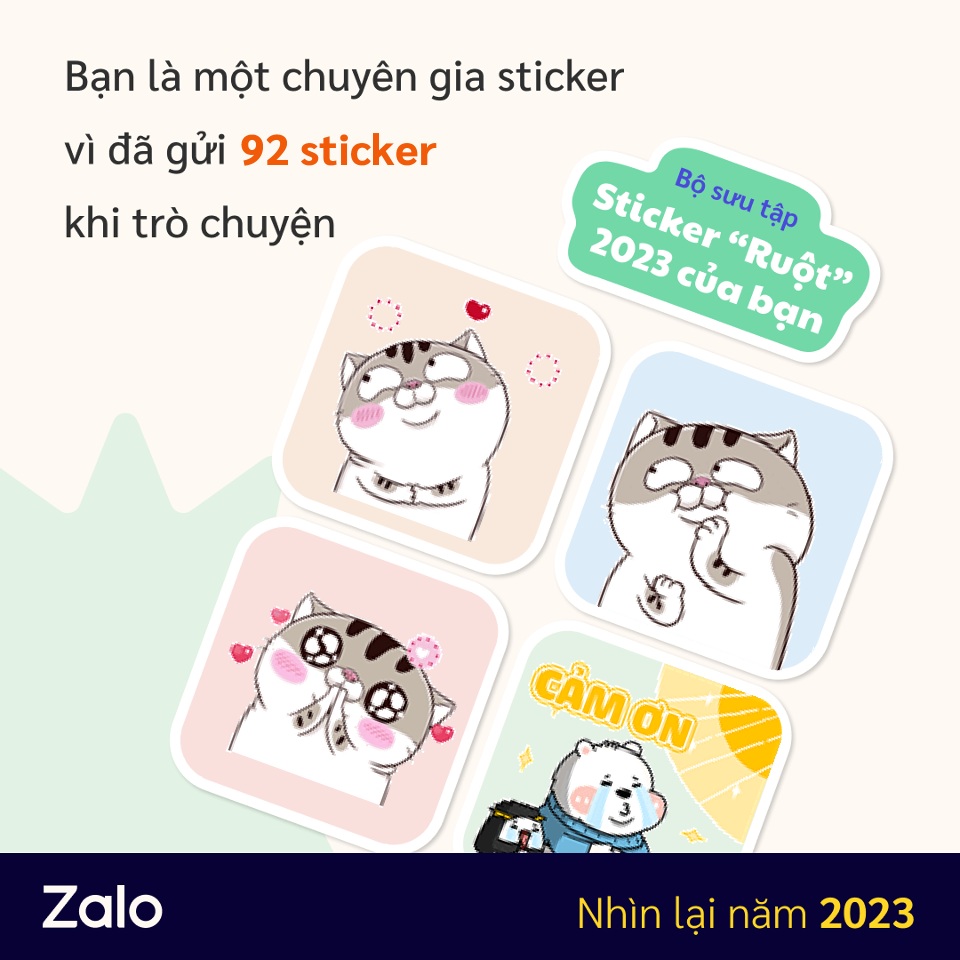 Bạn là một chuyên gia sticker
vì đã gửi 92 sticker
khi trò chuyện
Bộ sưu tập
Sticker “Ruột”
2023 của bạn
CẢM ƠN
Zalo
Nhìn lại năm 2023